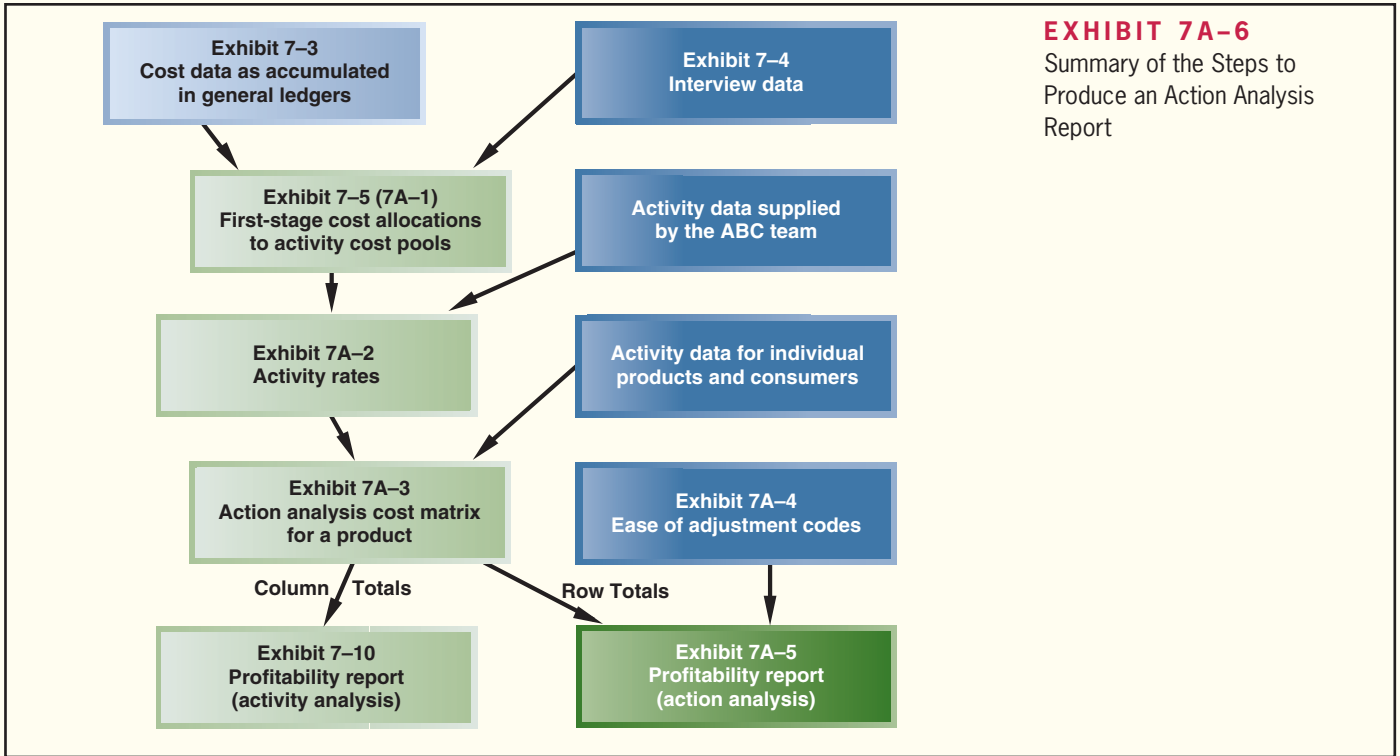 EXHIBIT 7A–6
Summary of the Steps to
Produce an Action Analysis
Report
Exhibit 7–3
Cost data as accumulated
in general ledgers
Exhibit 7–4
Interview data
Exhibit 7–5 (7A–1)
First-stage cost allocations
to activity cost pools
Activity data supplied
by the ABC team
Exhibit 7A–2
Activity rates
Activity data for individual
products and consumers
Exhibit 7A–3
Action analysis cost matrix
for a product
Exhibit 7A–4
Ease of adjustment codes
Column Totals
Row Totals
Exhibit 7–10
Profitability report
(activity analysis)
Exhibit 7A–5
Profitability report
(action analysis)